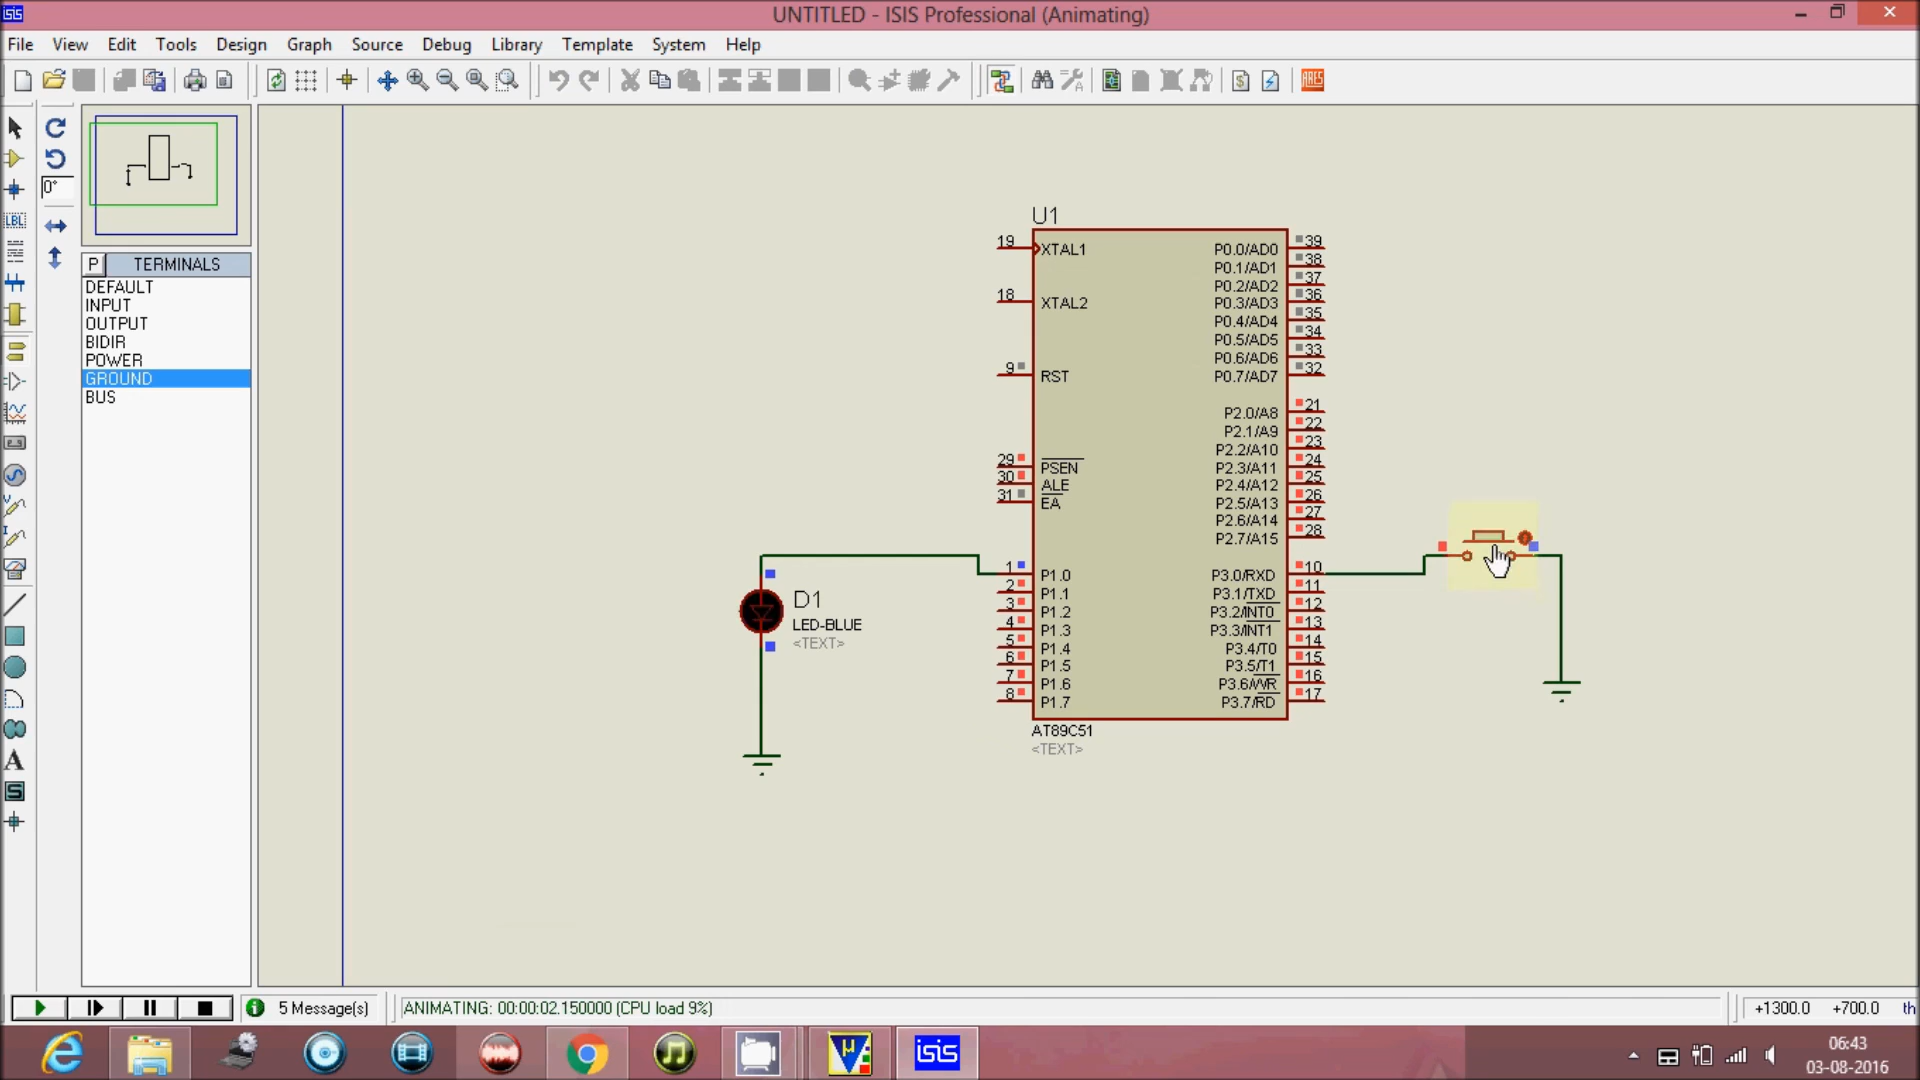 isis
UNTITLED - ISIS Professional (Animating)
File View Edit Tools Design Graph Source Debug Library Template System Help
ARES
0°
LBL
P TERMINALS
DEFAULT
INPUT
OUTPUT
BIDIR
POWER
GROUND
BUS
A
S
U1
19 XTAL1
18 XTAL2
9 RST
29 PSEN
30 ALE
31 EA
1 P1.0
2 P1.1
3 P1.2
4 P1.3
5 P1.4
6 P1.5
7 P1.6
8 P1.7
P0.0/AD0 39
P0.1/AD1 38
P0.2/AD2 37
P0.3/AD3 36
P0.4/AD4 35
P0.5/AD5 34
P0.6/AD6 33
P0.7/AD7 32
P2.0/A8 21
P2.1/A9 22
P2.2/A10 23
P2.3/A11 24
P2.4/A12 25
P2.5/A13 26
P2.6/A14 27
P2.7/A15 28
P3.0/RXD 10
P3.1/TXD 11
P3.2/INT0 12
P3.3/INT1 13
P3.4/T0 14
P3.5/T1 15
P3.6/WR 16
P3.7/RD 17
AT89C51
<TEXT>
D1
LED-BLUE
<TEXT>
5 Message(s)
ANIMATING: 00:00:02.150000 (CPU load 9%)
+1300.0 +700.0 th
µ
isis
06:43
03-08-2016